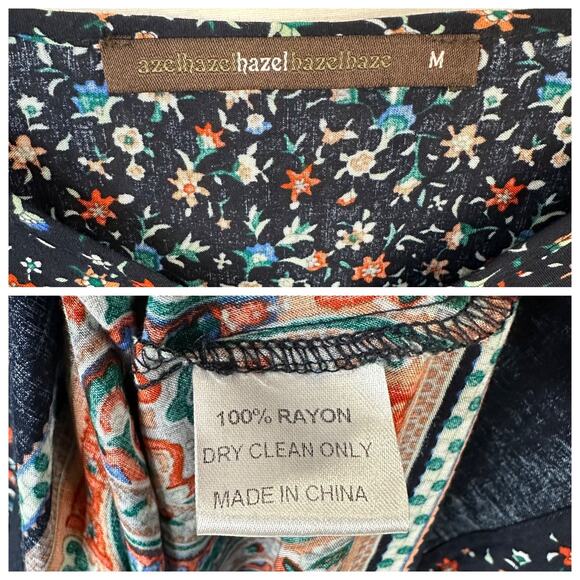 azelhazelhazelhazelhaze M
100% RAYON
DRY CLEAN ONLY
MADE IN CHINA